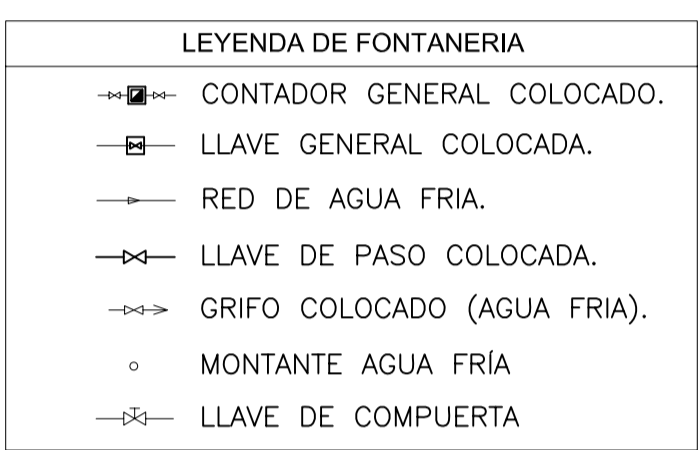 LEYENDA DE FONTANERIA
CONTADOR GENERAL COLOCADO.
LLAVE GENERAL COLOCADA.
RED DE AGUA FRIA.
LLAVE DE PASO COLOCADA.
GRIFO COLOCADO (AGUA FRIA).
MONTANTE AGUA FRÍA
LLAVE DE COMPUERTA